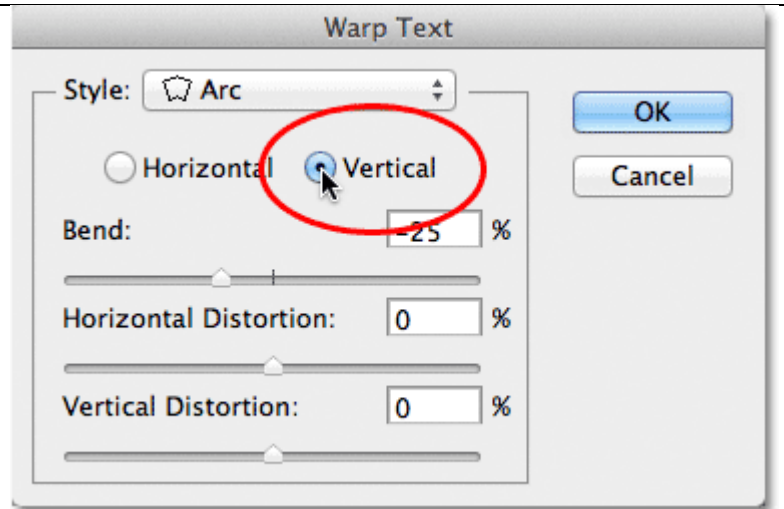 Warp Text
Style: Arc
OK
Horizontal Vertical
Cancel
Bend: -25 %
Horizontal Distortion: 0 %
Vertical Distortion: 0 %